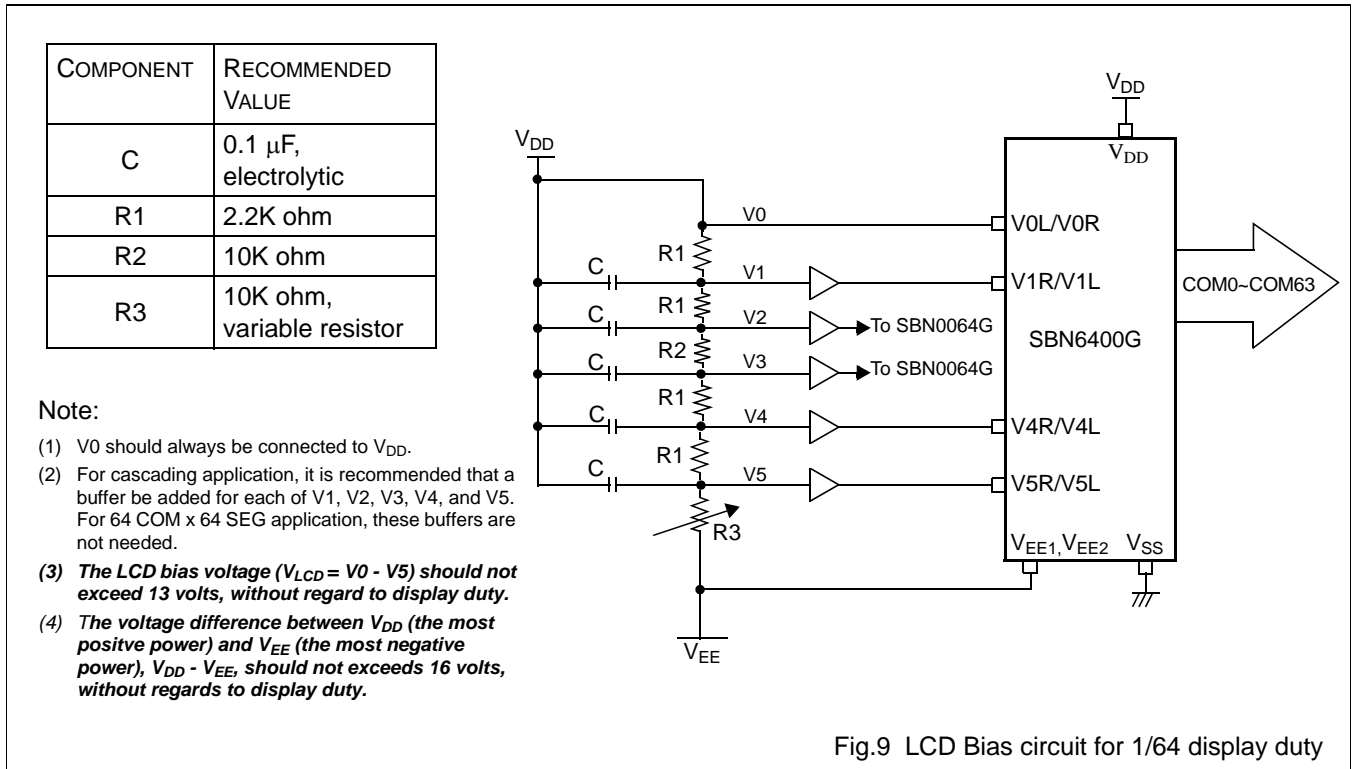 COMPONENT RECOMMENDED
VALUE
C 0.1 μF,
electrolytic
R1 2.2K ohm
R2 10K ohm
R3 10K ohm,
variable resistor
Note:
(1) V0 should always be connected to VDD.
(2) For cascading application, it is recommended that a
buffer be added for each of V1, V2, V3, V4, and V5.
For 64 COM x 64 SEG application, these buffers are
not needed.
(3) The LCD bias voltage (VLCD = V0 - V5) should not
exceed 13 volts, without regard to display duty.
(4) The voltage difference between VDD (the most
positve power) and VEE (the most negative
power), VDD - VEE, should not exceeds 16 volts,
without regards to display duty.
VDD
VDD
VDD
V0
V0L/V0R
R1
C
V1
V1R/V1L
COM0~COM63
R1
C
V2
To SBN0064G
SBN6400G
R2
C
V3
To SBN0064G
R1
C
V4
V4R/V4L
R1
C
V5
V5R/V5L
R3
VEE1, VEE2 VSS
VEE
Fig.9 LCD Bias circuit for 1/64 display duty